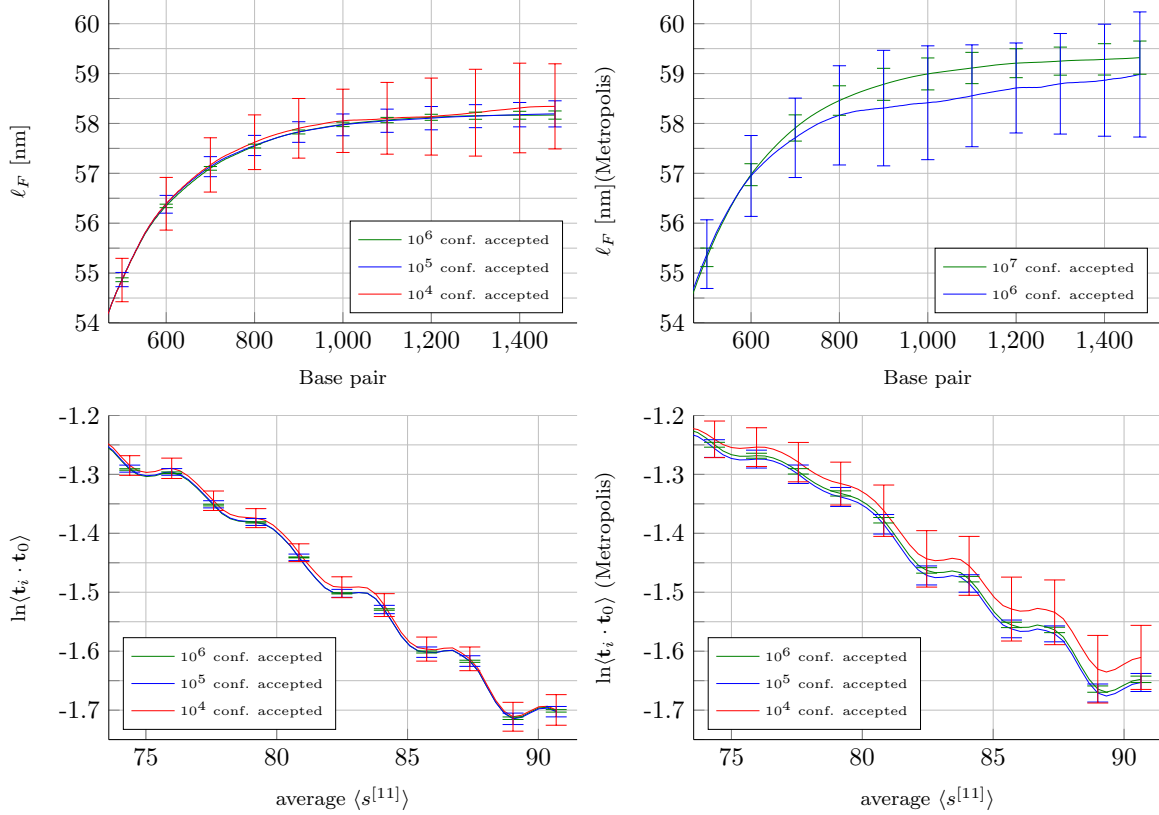 60
59
58
57
56
55
54
ℓ_F [nm]
10^6 conf. accepted
10^5 conf. accepted
10^4 conf. accepted
600 800 1,000 1,200 1,400
Base pair
60
59
58
57
56
55
54
ℓ_F [nm](Metropolis)
10^7 conf. accepted
10^6 conf. accepted
600 800 1,000 1,200 1,400
Base pair
-1.2
-1.3
-1.4
-1.5
-1.6
-1.7
ln⟨t_i · t_0⟩
10^6 conf. accepted
10^5 conf. accepted
10^4 conf. accepted
75 80 85 90
average ⟨s^[11]⟩
-1.2
-1.3
-1.4
-1.5
-1.6
-1.7
ln⟨t_i · t_0⟩ (Metropolis)
10^6 conf. accepted
10^5 conf. accepted
10^4 conf. accepted
75 80 85 90
average ⟨s^[11]⟩